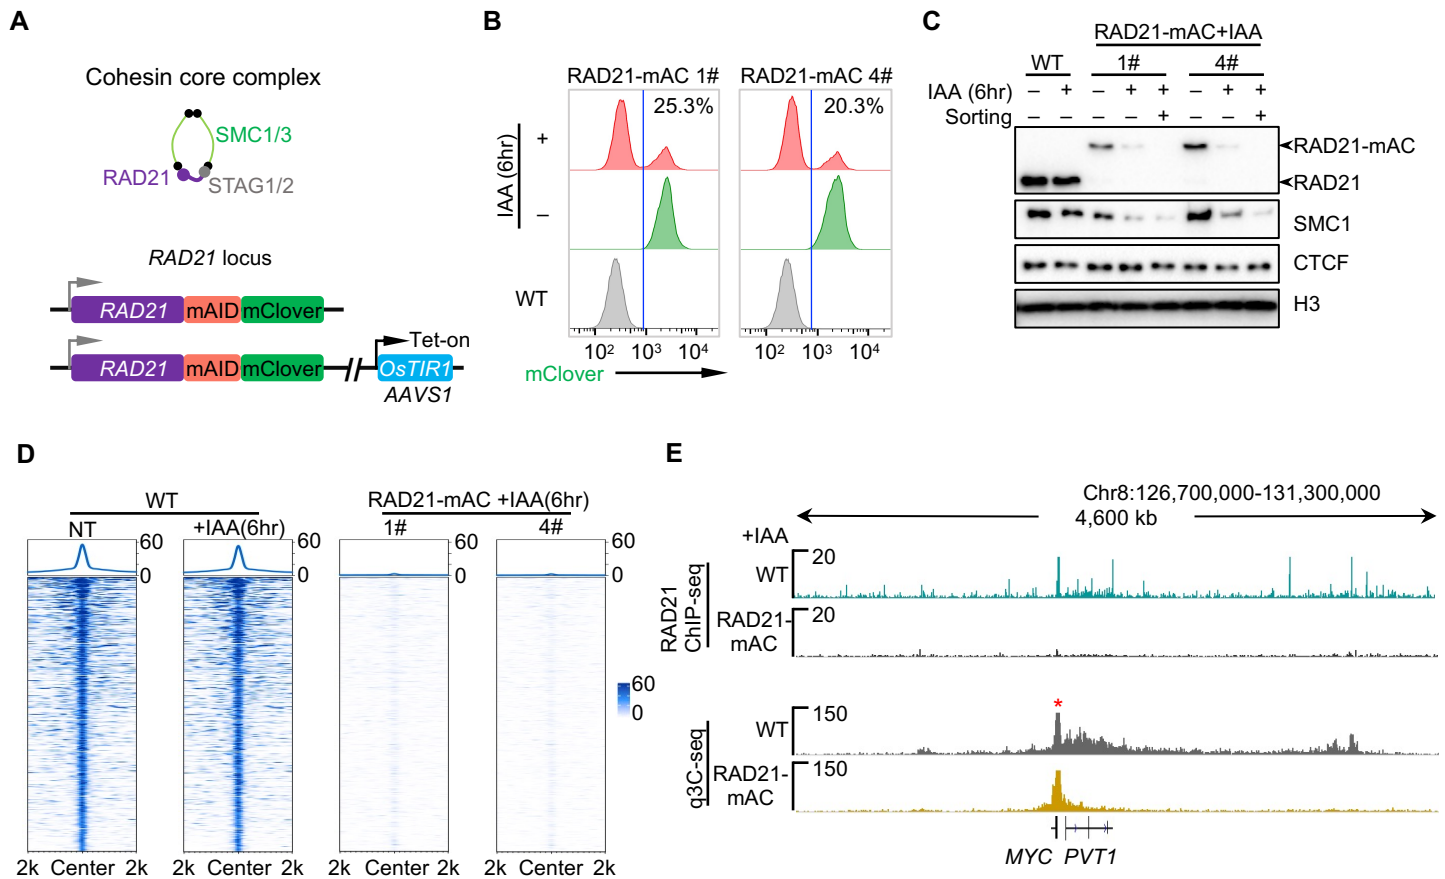 A
Cohesin core complex
SMC1/3
RAD21
STAG1/2
RAD21 locus
RAD21 mAID mClover
RAD21 mAID mClover
Tet-on
OsTIR1
AAVS1
B
RAD21-mAC 1# RAD21-mAC 4#
25.3% 20.3%
IAA (6hr)
+
–
WT
10² 10³ 10⁴ 10² 10³ 10⁴
mClover
C
RAD21-mAC+IAA
WT 1# 4#
IAA (6hr) – + – + + – + +
Sorting + +
RAD21-mAC
RAD21
SMC1
CTCF
H3
D
WT RAD21-mAC +IAA(6hr)
NT +IAA(6hr) 1# 4#
60 60 60 60
0 0 0 0
60
0
2k Center 2k 2k Center 2k 2k Center 2k 2k Center 2k
E
Chr8:126,700,000-131,300,000
4,600 kb
+IAA
RAD21 ChIP-seq
WT 20
RAD21-mAC 20
*
q3C-seq
WT 150
RAD21-mAC 150
MYC PVT1